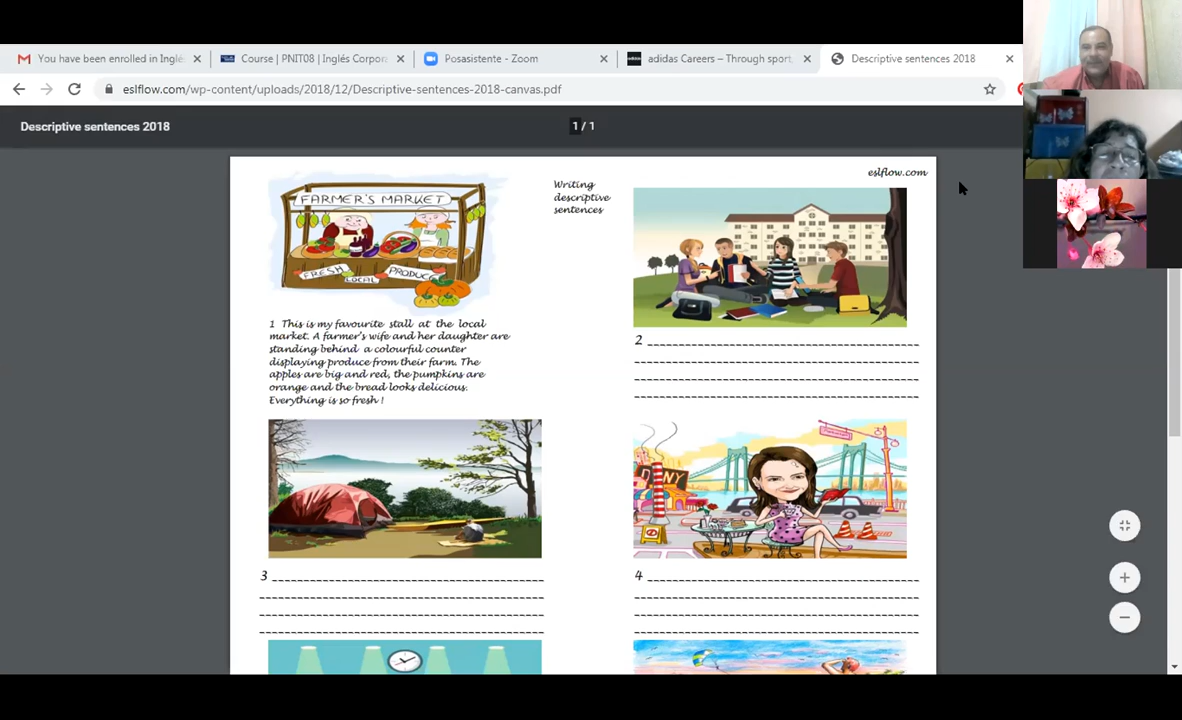 You have been enrolled in Inglé
Course | PNIT08 | Inglés Corpor
Posasistente - Zoom
adidas Careers – Through sport,
Descriptive sentences 2018
eslflow.com/wp-content/uploads/2018/12/Descriptive-sentences-2018-canvas.pdf
Descriptive sentences 2018
1 / 1
eslflow.com
Writing
descriptive
sentences
FARMER'S MARKET
FRESH
LOCAL
PRODUCE
1 This is my favourite stall at the local
market. A farmer's wife and her daughter are
standing behind a colourful counter
displaying produce from their farm. The
apples are big and red, the pumpkins are
orange and the bread looks delicious.
Everything is so fresh !
2
3
4